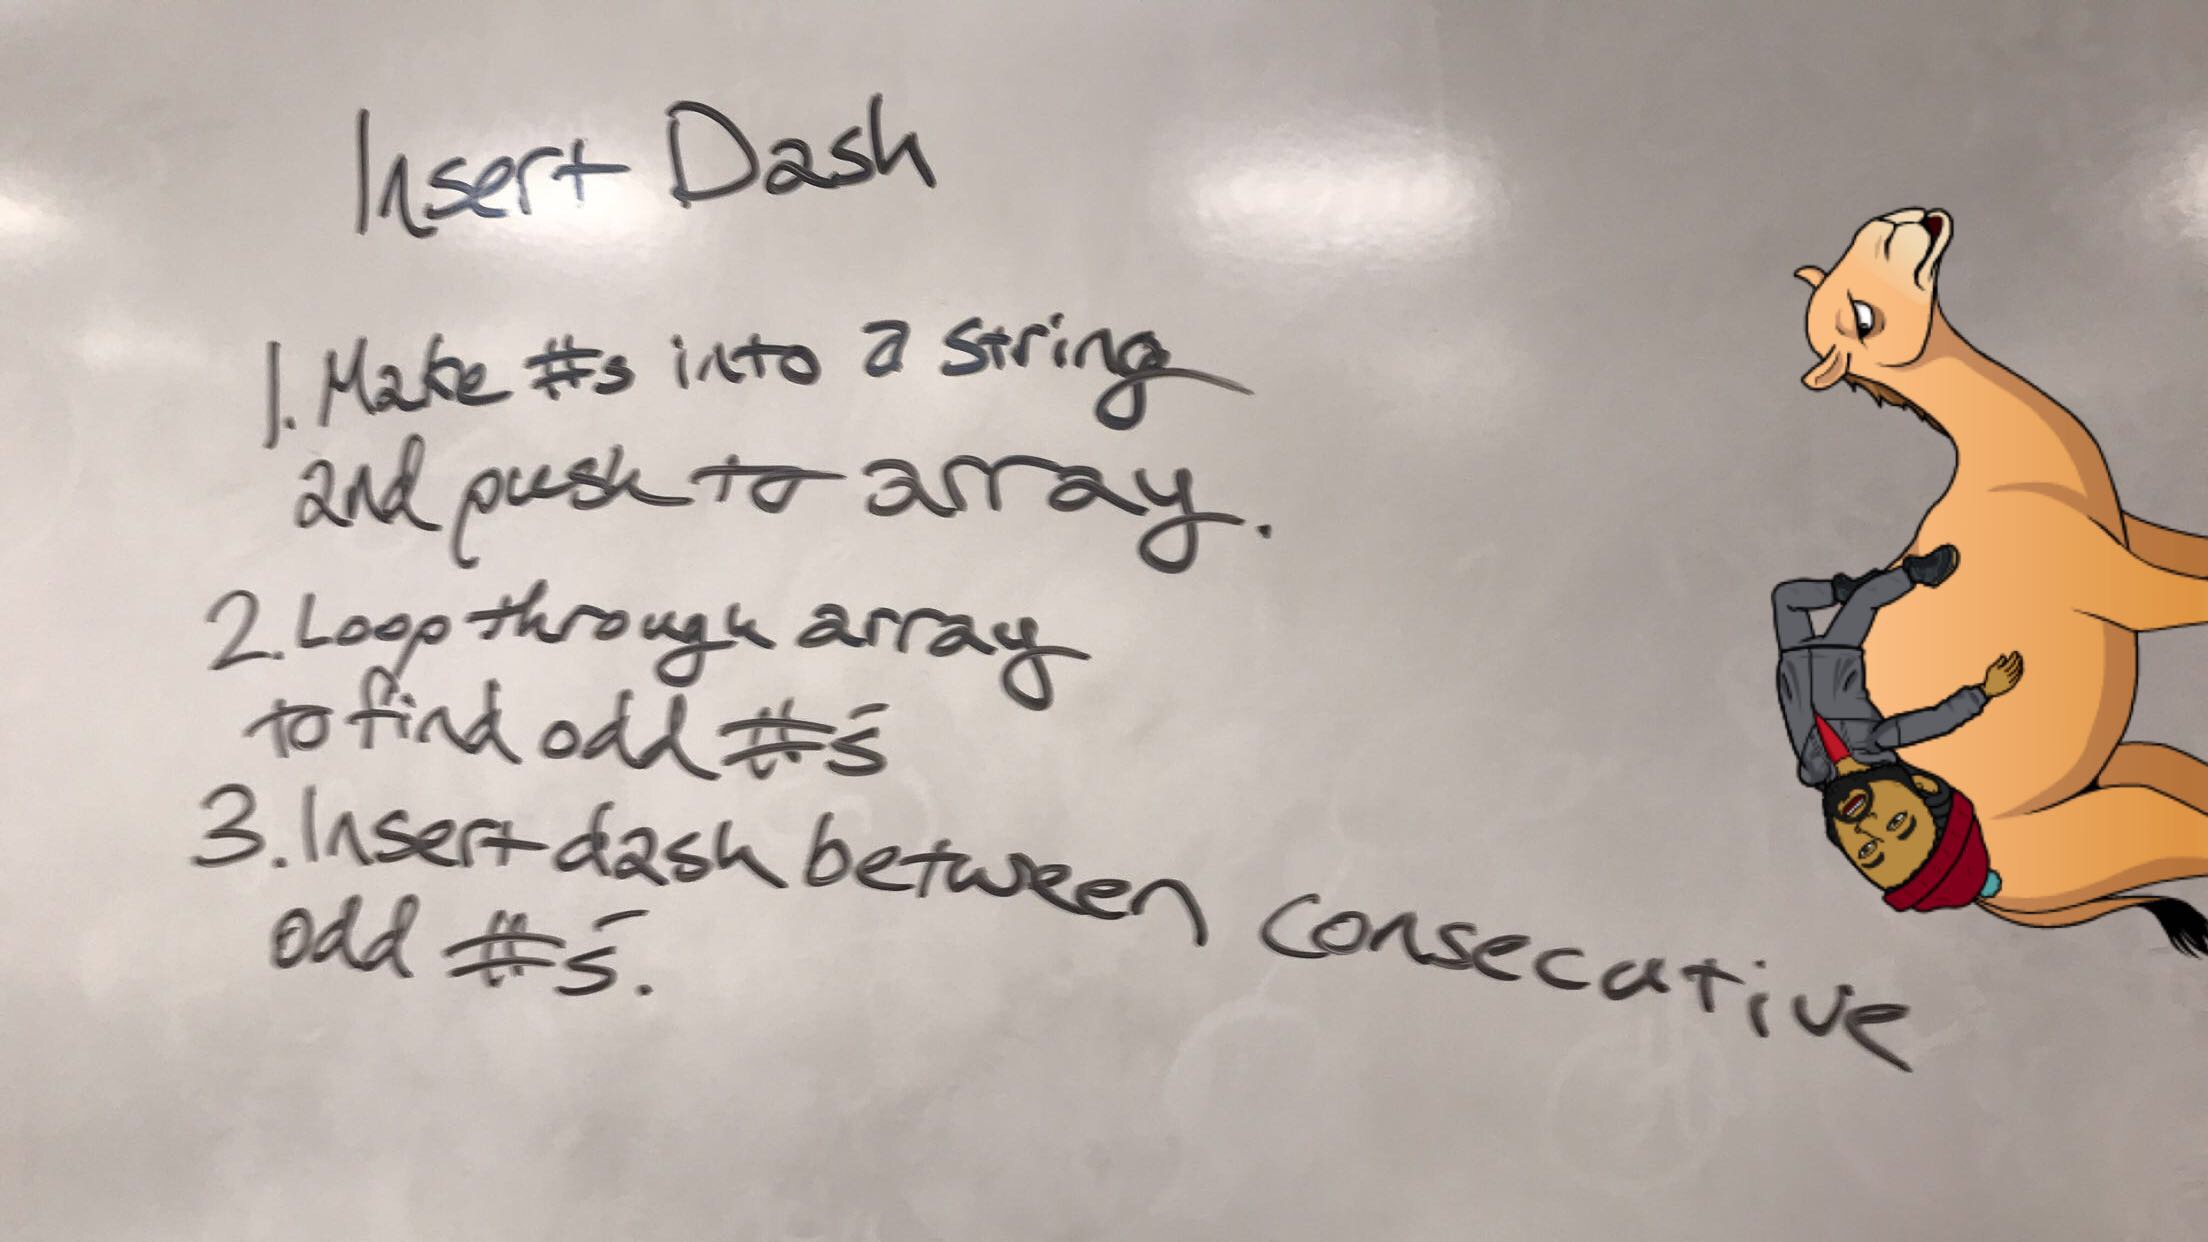 Insert Dash
1. Make #s into a string
and push to array.
2. Loop through array
to find odd #s
3. Insert dash between consecutive
odd #s.